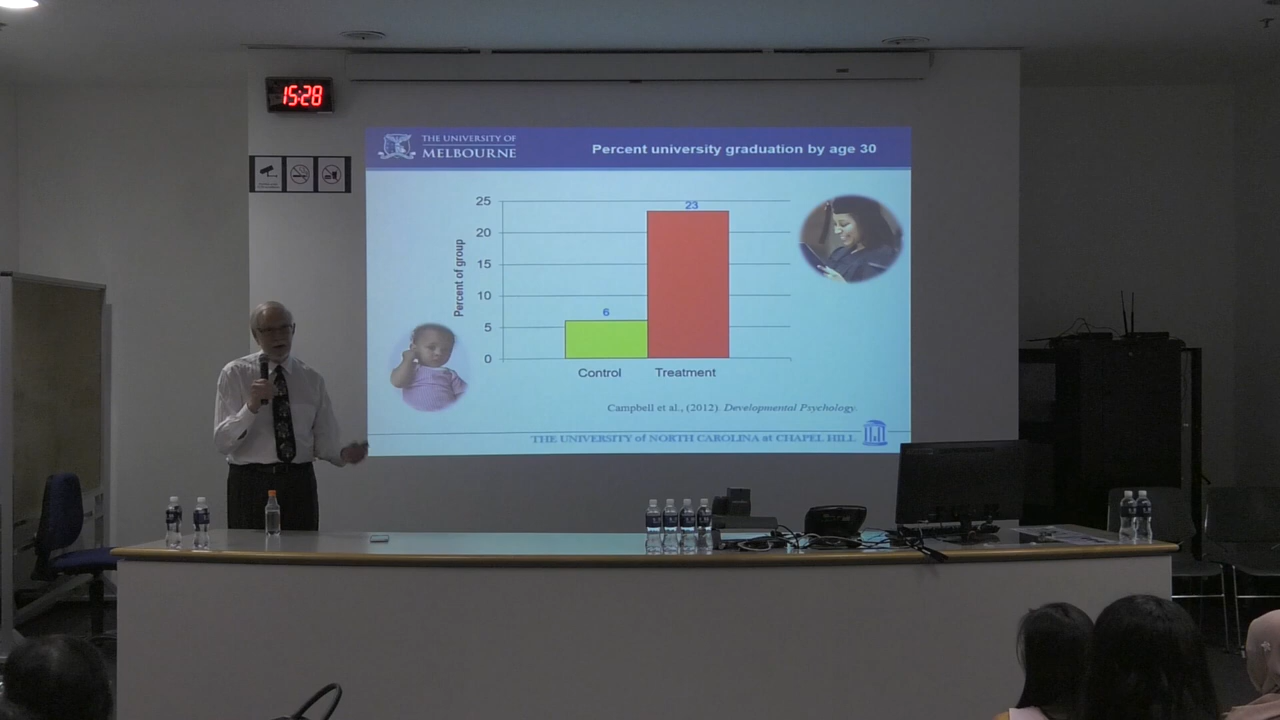 15:28
THE UNIVERSITY OF
MELBOURNE
Percent university graduation by age 30
Percent of group
25
20
15
10
5
0
23
6
Control
Treatment
Campbell et al., (2012). Developmental Psychology.
THE UNIVERSITY of NORTH CAROLINA at CHAPEL HILL